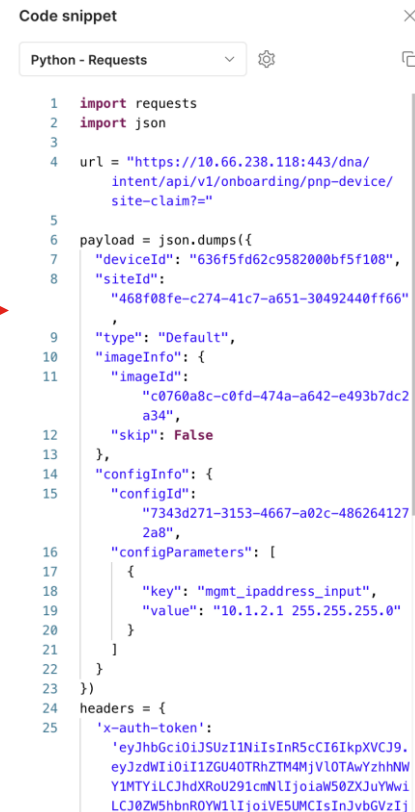 Code snippet
Python - Requests
1 import requests
2 import json
3
4 url = "https://10.66.238.118:443/dna/
intent/api/v1/onboarding/pnp-device/
site-claim?="
5
6 payload = json.dumps({
7 "deviceId": "636f5fd62c9582000bf5f108",
8 "siteId":
"468f08fe-c274-41c7-a651-30492440ff66"
,
9 "type": "Default",
10 "imageInfo": {
11 "imageId":
"c0760a8c-c0fd-474a-a642-e493b7dc2
a34",
12 "skip": False
13 },
14 "configInfo": {
15 "configId":
"7343d271-3153-4667-a02c-486264127
2a8",
16 "configParameters": [
17 {
18 "key": "mgmt_ipaddress_input",
19 "value": "10.1.2.1 255.255.255.0"
20 }
21 ]
22 }
23 })
24 headers = {
25 'x-auth-token':
'eyJhbGciOiJSUzI1NiIsInR5cCI6IkpXVCJ9.
eyJzdWIiOiI1ZGU4OTRhZTM4MjVlOTAwYzhhNW
Y1MTYiLCJhdXRoU291cmNlIjoiaW50ZXJuYWwi
LCJ0ZW5hbnROYW1lIjoiVE5UMCIsInJvbGVzIj